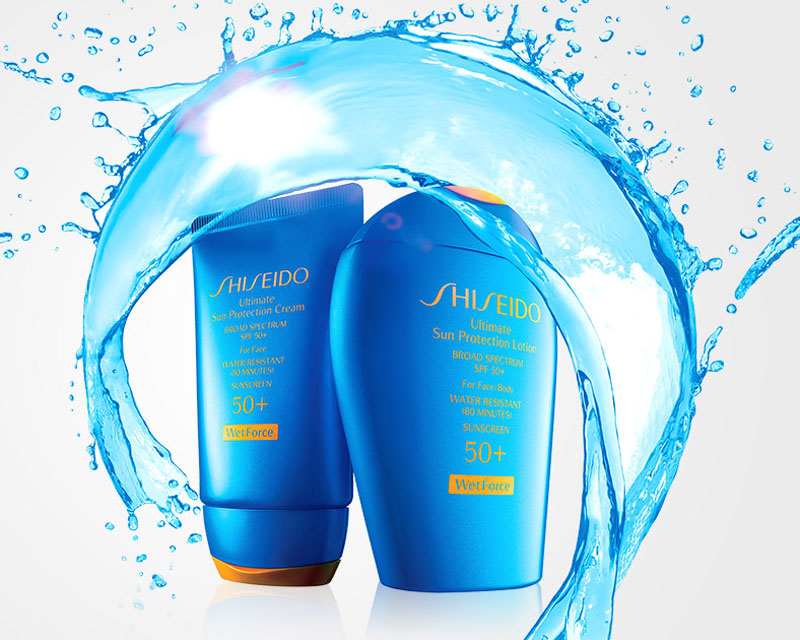 SHISEIDO
Ultimate
Sun Protection Cream
BROAD SPECTRUM
SPF 50+
For Face
WATER RESISTANT
(80 MINUTES)
SUNSCREEN
50+
WetForce
SHISEIDO
Ultimate
Sun Protection Lotion
BROAD SPECTRUM
SPF 50+
For Face/Body
WATER RESISTANT
(80 MINUTES)
SUNSCREEN
50+
WetForce